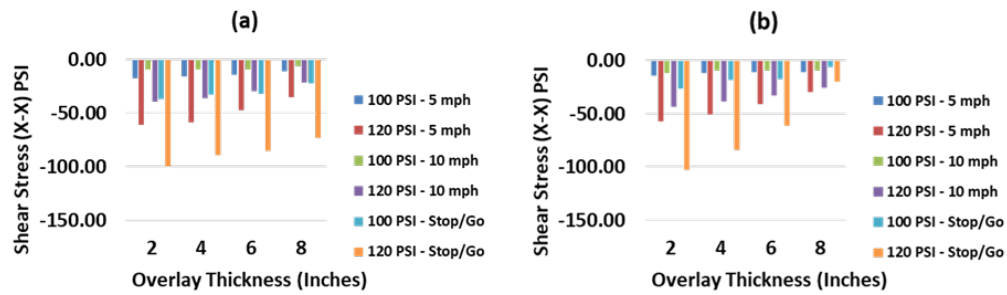 (a)
0.00
-50.00
-100.00
-150.00
Shear Stress (X-X) PSI
2 4 6 8
Overlay Thickness (Inches)
100 PSI - 5 mph
120 PSI - 5 mph
100 PSI - 10 mph
120 PSI - 10 mph
100 PSI - Stop/Go
120 PSI - Stop/Go
(b)
0.00
-50.00
-100.00
-150.00
Shear Stress (X-X) PSI
2 4 6 8
Overlay Thickness (Inches)
100 PSI - 5 mph
120 PSI - 5 mph
100 PSI - 10 mph
120 PSI - 10 mph
100 PSI - Stop/Go
120 PSI - Stop/Go